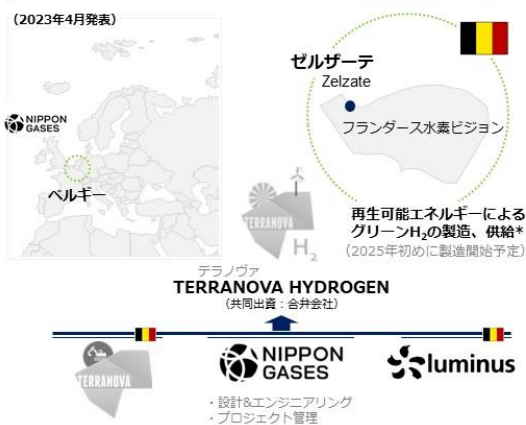 （2023年4月発表）
NIPPON
GASES
ベルギー
ゼルザーテ
Zelzate
フランダース水素ビジョン
TERRANOVA
H₂
再生可能エネルギーによる
グリーンH₂の製造、供給*
（2025年初めに製造開始予定）
テラノヴァ
TERRANOVA HYDROGEN
（共同出資：合弁会社）
TERRANOVA
NIPPON
GASES
luminus
・設計&エンジニアリング
・プロジェクト管理